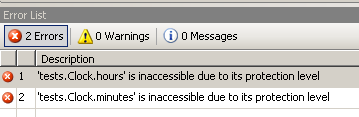 Error List
2 Errors 0 Warnings 0 Messages
Description
1 'tests.Clock.hours' is inaccessible due to its protection level
2 'tests.Clock.minutes' is inaccessible due to its protection level